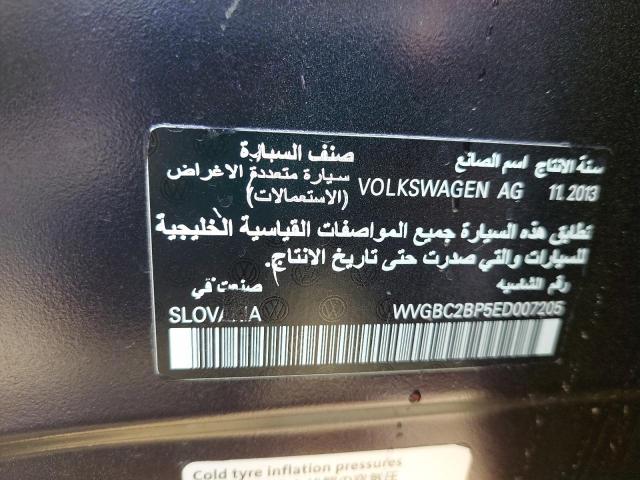 سنة الانتاج اسم الصانع صنف السيارة
11.2013 VOLKSWAGEN AG سيارة متعددة الاغراض
(الاستعمالات)
تطابق هذه السيارة جميع المواصفات القياسية الخليجية
للسيارات والتي صدرت حتى تاريخ الانتاج.
رقم الشاسيه صنعت في
WVGBC2BP5ED007205
Cold tyre inflation pressures